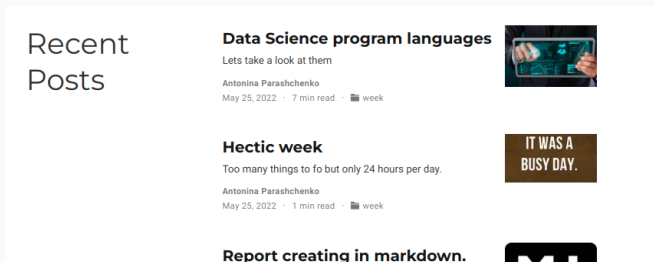 Recent
Posts
Data Science program languages
Lets take a look at them
Antonina Parashchenko
May 25, 2022 · 7 min read · week
Hectic week
Too many things to fo but only 24 hours per day.
Antonina Parashchenko
May 25, 2022 · 1 min read · week
IT WAS A
BUSY DAY.
Report creating in markdown.